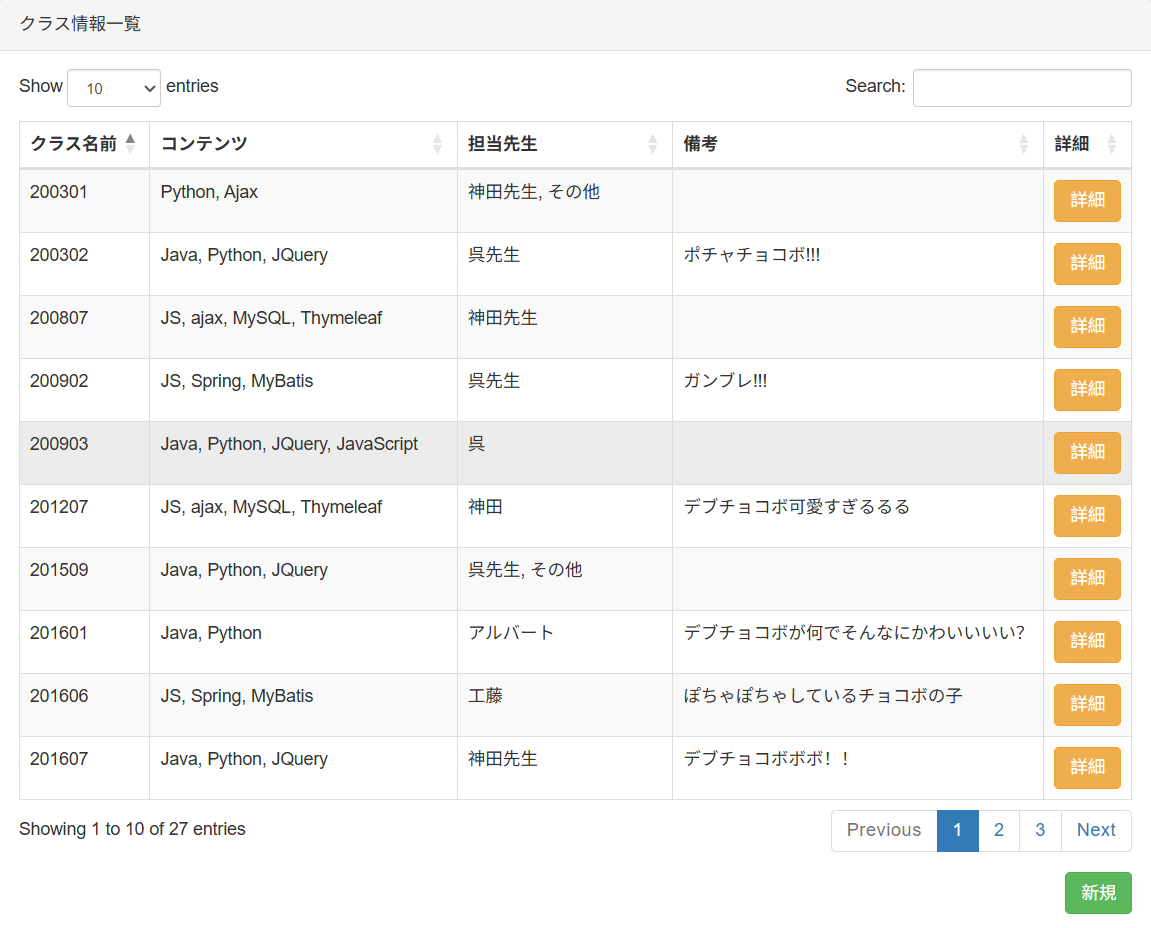 クラス情報一覧
Show 10 entries Search:
クラス名前 コンテンツ 担当先生 備考 詳細
200301 Python, Ajax 神田先生, その他 詳細
200302 Java, Python, JQuery 呉先生 ポチャチョコボ!!! 詳細
200807 JS, ajax, MySQL, Thymeleaf 神田先生 詳細
200902 JS, Spring, MyBatis 呉先生 ガンブレ!!! 詳細
200903 Java, Python, JQuery, JavaScript 呉 詳細
201207 JS, ajax, MySQL, Thymeleaf 神田 デブチョコボ可愛すぎるるる 詳細
201509 Java, Python, JQuery 呉先生, その他 詳細
201601 Java, Python アルバート デブチョコボが何でそんなにかわいいいい? 詳細
201606 JS, Spring, MyBatis 工藤 ぽちゃぽちゃしているチョコボの子 詳細
201607 Java, Python, JQuery 神田先生 デブチョコボボボ！！ 詳細
Showing 1 to 10 of 27 entries Previous 1 2 3 Next
新規